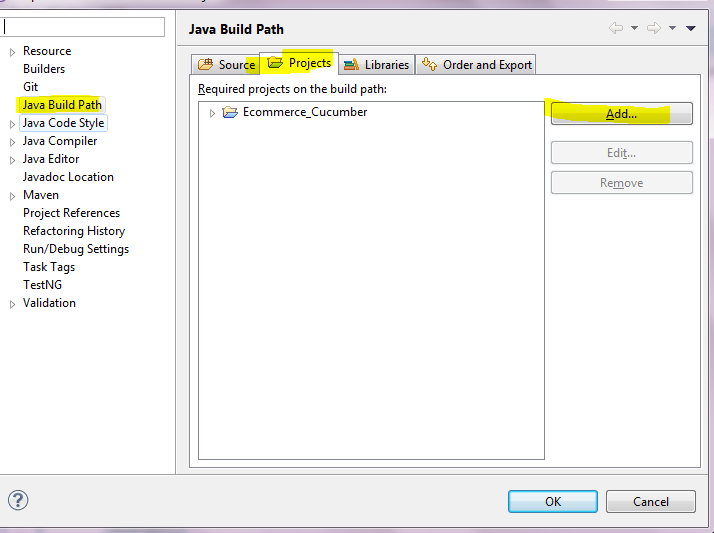 Java Build Path
Resource
Builders
Git
Java Build Path
Java Code Style
Java Compiler
Java Editor
Javadoc Location
Maven
Project References
Refactoring History
Run/Debug Settings
Task Tags
TestNG
Validation
Source Projects Libraries Order and Export
Required projects on the build path:
Ecommerce_Cucumber
Add...
Edit...
Remove
OK Cancel